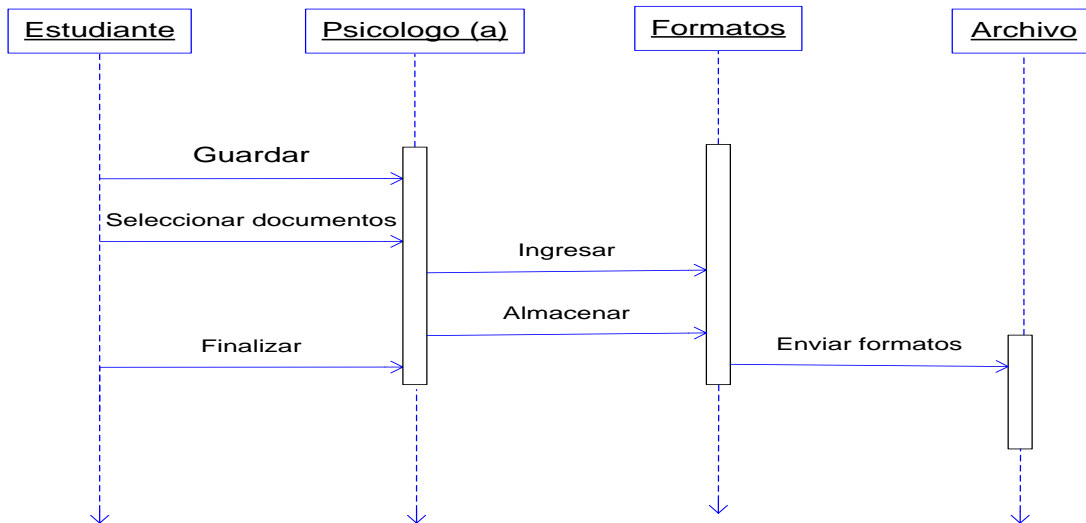 Estudiante
Psicologo (a)
Formatos
Archivo
Guardar
Seleccionar documentos
Ingresar
Almacenar
Finalizar
Enviar formatos